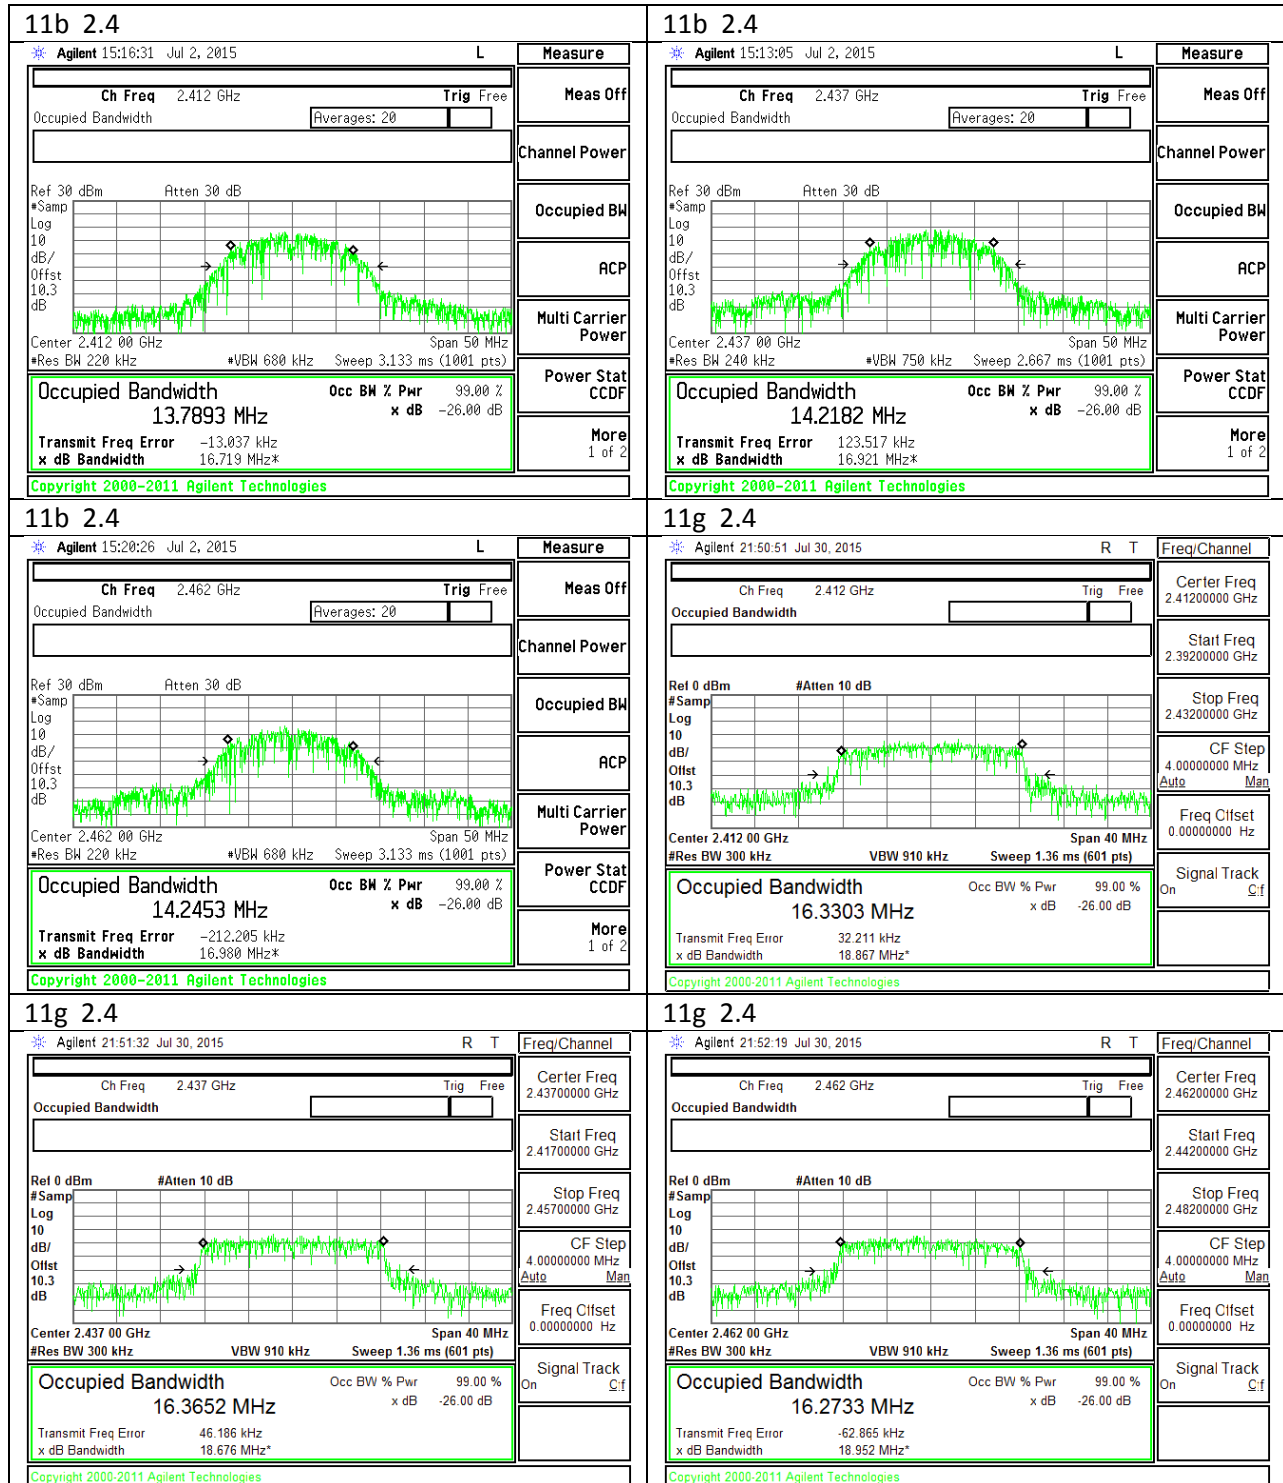 11b 2.4
Agilent 15:16:31 Jul 2, 2015 L Measure
Ch Freq 2.412 GHz Trig Free
Occupied Bandwidth Averages: 20
Ref 30 dBm Atten 30 dB
#Samp
Log
10
dB/
Offst
10.3
dB
Center 2.412 00 GHz Span 50 MHz
#Res BW 220 kHz #VBW 680 kHz Sweep 3.133 ms (1001 pts)
Occupied Bandwidth Occ BW % Pwr 99.00 %
13.7893 MHz x dB -26.00 dB
Transmit Freq Error -13.037 kHz
x dB Bandwidth 16.719 MHz*
Copyright 2000-2011 Agilent Technologies
Meas Off
Channel Power
Occupied BW
ACP
Multi Carrier
Power
Power Stat
CCDF
More
1 of 2
11b 2.4
Agilent 15:13:05 Jul 2, 2015 L Measure
Ch Freq 2.437 GHz Trig Free
Occupied Bandwidth Averages: 20
Ref 30 dBm Atten 30 dB
#Samp
Log
10
dB/
Offst
10.3
dB
Center 2.437 00 GHz Span 50 MHz
#Res BW 240 kHz #VBW 750 kHz Sweep 2.667 ms (1001 pts)
Occupied Bandwidth Occ BW % Pwr 99.00 %
14.2182 MHz x dB -26.00 dB
Transmit Freq Error 123.517 kHz
x dB Bandwidth 16.921 MHz*
Copyright 2000-2011 Agilent Technologies
Meas Off
Channel Power
Occupied BW
ACP
Multi Carrier
Power
Power Stat
CCDF
More
1 of 2
11b 2.4
Agilent 15:20:26 Jul 2, 2015 L Measure
Ch Freq 2.462 GHz Trig Free
Occupied Bandwidth Averages: 20
Ref 30 dBm Atten 30 dB
#Samp
Log
10
dB/
Offst
10.3
dB
Center 2.462 00 GHz Span 50 MHz
#Res BW 220 kHz #VBW 680 kHz Sweep 3.133 ms (1001 pts)
Occupied Bandwidth Occ BW % Pwr 99.00 %
14.2453 MHz x dB -26.00 dB
Transmit Freq Error -212.205 kHz
x dB Bandwidth 16.980 MHz*
Copyright 2000-2011 Agilent Technologies
Meas Off
Channel Power
Occupied BW
ACP
Multi Carrier
Power
Power Stat
CCDF
More
1 of 2
11g 2.4
Agilent 21:50:51 Jul 30, 2015 R T Freq/Channel
Ch Freq 2.412 GHz Trig Free
Occupied Bandwidth
Ref 0 dBm #Atten 10 dB
#Samp
Log
10
dB/
Offst
10.3
dB
Center 2.412 00 GHz Span 40 MHz
#Res BW 300 kHz VBW 910 kHz Sweep 1.36 ms (601 pts)
Occupied Bandwidth Occ BW % Pwr 99.00 %
16.3303 MHz x dB -26.00 dB
Transmit Freq Error 32.211 kHz
x dB Bandwidth 18.867 MHz*
Copyright 2000-2011 Agilent Technologies
Center Freq
2.41200000 GHz
Start Freq
2.39200000 GHz
Stop Freq
2.43200000 GHz
CF Step
4.00000000 MHz
Auto Man
Freq Offset
0.00000000 Hz
Signal Track
On Off
11g 2.4
Agilent 21:51:32 Jul 30, 2015 R T Freq/Channel
Ch Freq 2.437 GHz Trig Free
Occupied Bandwidth
Ref 0 dBm #Atten 10 dB
#Samp
Log
10
dB/
Offst
10.3
dB
Center 2.437 00 GHz Span 40 MHz
#Res BW 300 kHz VBW 910 kHz Sweep 1.36 ms (601 pts)
Occupied Bandwidth Occ BW % Pwr 99.00 %
16.3652 MHz x dB -26.00 dB
Transmit Freq Error 46.186 kHz
x dB Bandwidth 18.676 MHz*
Copyright 2000-2011 Agilent Technologies
Center Freq
2.43700000 GHz
Start Freq
2.41700000 GHz
Stop Freq
2.45700000 GHz
CF Step
4.00000000 MHz
Auto Man
Freq Offset
0.00000000 Hz
Signal Track
On Off
11g 2.4
Agilent 21:52:19 Jul 30, 2015 R T Freq/Channel
Ch Freq 2.462 GHz Trig Free
Occupied Bandwidth
Ref 0 dBm #Atten 10 dB
#Samp
Log
10
dB/
Offst
10.3
dB
Center 2.462 00 GHz Span 40 MHz
#Res BW 300 kHz VBW 910 kHz Sweep 1.36 ms (601 pts)
Occupied Bandwidth Occ BW % Pwr 99.00 %
16.2733 MHz x dB -26.00 dB
Transmit Freq Error -62.865 kHz
x dB Bandwidth 18.952 MHz*
Copyright 2000-2011 Agilent Technologies
Center Freq
2.46200000 GHz
Start Freq
2.44200000 GHz
Stop Freq
2.48200000 GHz
CF Step
4.00000000 MHz
Auto Man
Freq Offset
0.00000000 Hz
Signal Track
On Off